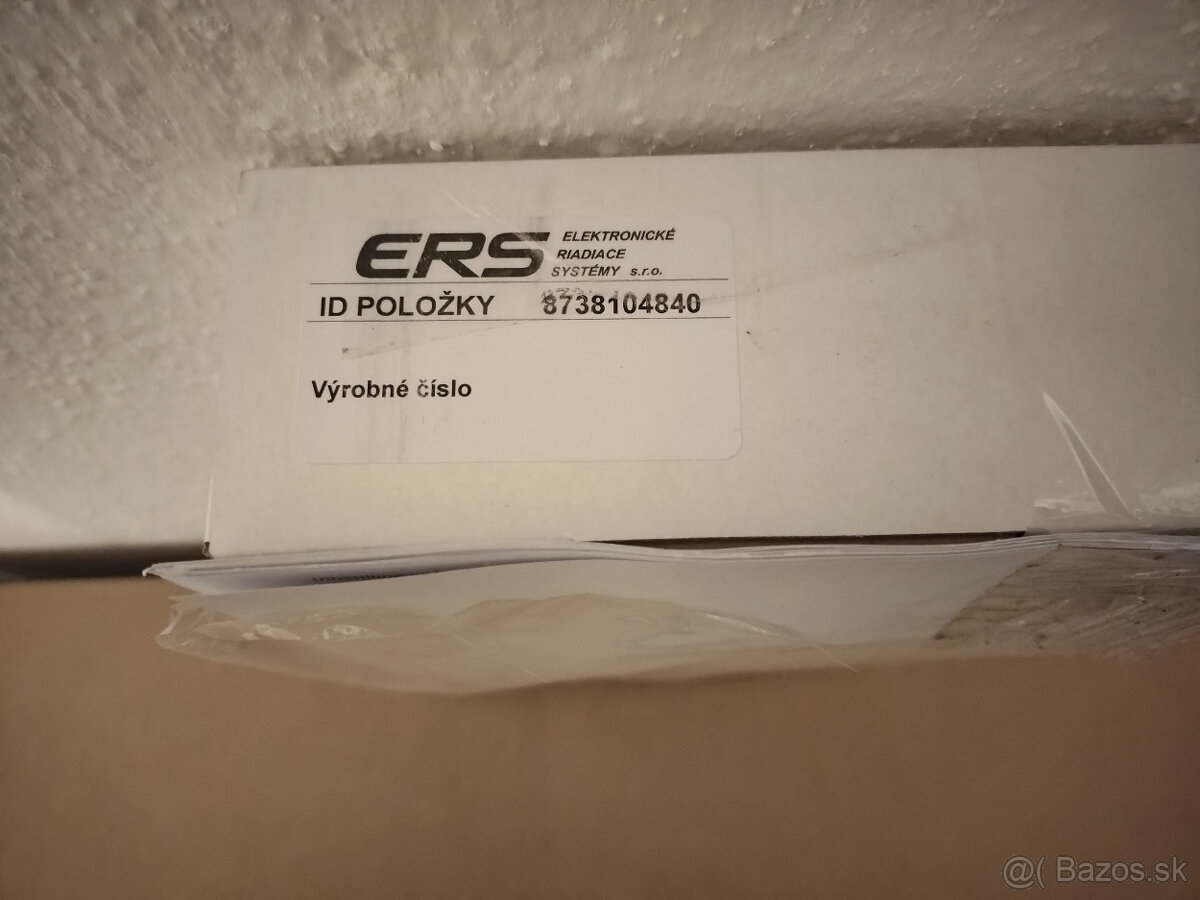 ERS ELEKTRONICKÉ
RIADIACE
SYSTÉMY s.r.o.
ID POLOŽKY 8738104840
Výrobné číslo
@( Bazos.sk